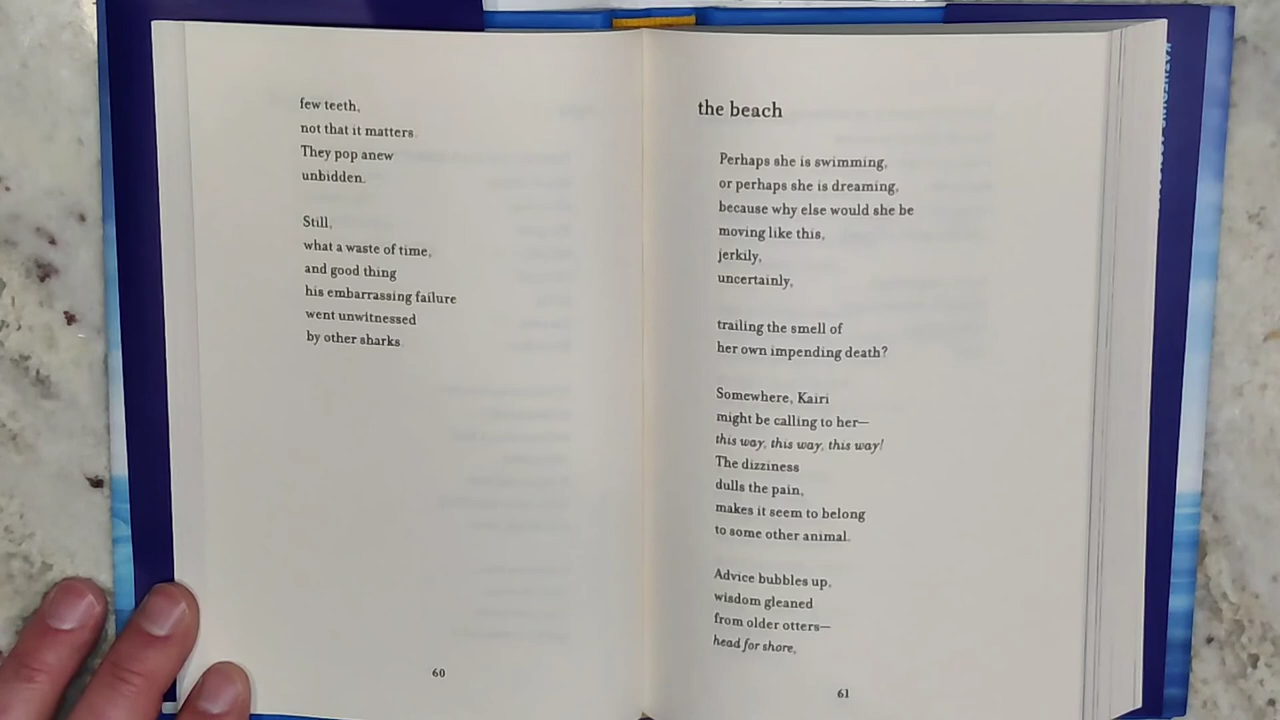 few teeth,
not that it matters.
They pop anew
unbidden.
Still,
what a waste of time,
and good thing
his embarrassing failure
went unwitnessed
by other sharks.
60
the beach
Perhaps she is swimming,
or perhaps she is dreaming,
because why else would she be
moving like this,
jerkily,
uncertainly,
trailing the smell of
her own impending death?
Somewhere, Kairi
might be calling to her—
this way, this way, this way!
The dizziness
dulls the pain,
makes it seem to belong
to some other animal.
Advice bubbles up,
wisdom gleaned
from older otters—
head for shore,
61